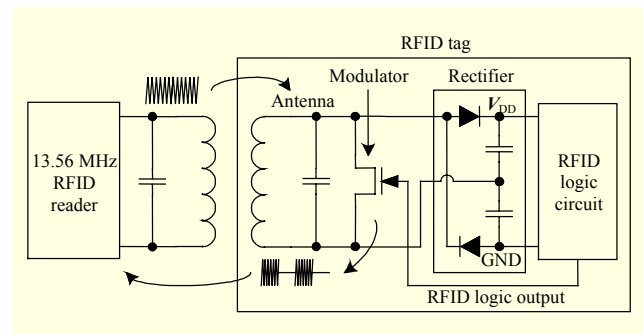 RFID tag
Modulator
Rectifier
Antenna
V_DD
13.56 MHz
RFID
reader
RFID
logic
circuit
GND
RFID logic output